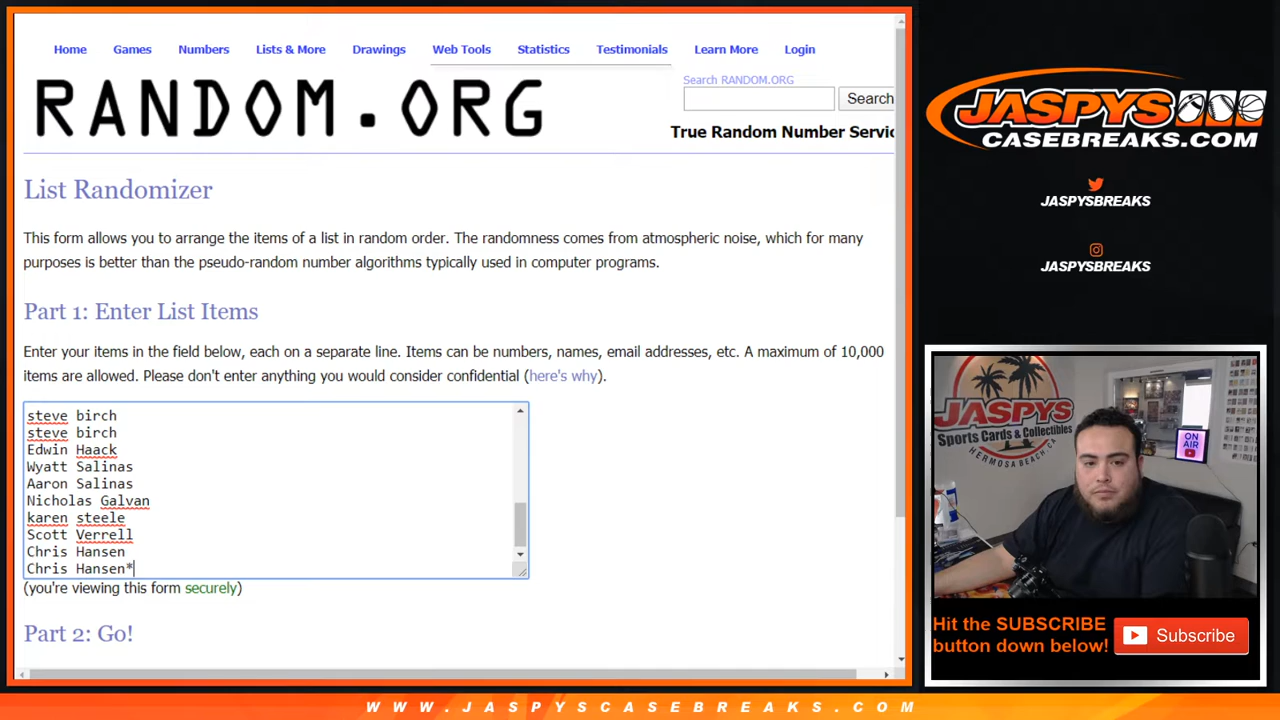 Home Games Numbers Lists & More Drawings Web Tools Statistics Testimonials Learn More Login
RANDOM.ORG
Search RANDOM.ORG
Search
True Random Number Servic
List Randomizer
This form allows you to arrange the items of a list in random order. The randomness comes from atmospheric noise, which for many
purposes is better than the pseudo-random number algorithms typically used in computer programs.
Part 1: Enter List Items
Enter your items in the field below, each on a separate line. Items can be numbers, names, email addresses, etc. A maximum of 10,000
items are allowed. Please don't enter anything you would consider confidential (here's why).
steve birch
steve birch
Edwin Haack
Wyatt Salinas
Aaron Salinas
Nicholas Galvan
karen steele
Scott Verrell
Chris Hansen
Chris Hansen*
(you're viewing this form securely)
Part 2: Go!
JASPYS
CASEBREAKS.COM
JASPYSBREAKS
JASPYSBREAKS
JASPYS
Sports Cards & Collectibles
HERMOSA BEACH, CA
ON
AIR
Hit the SUBSCRIBE
button down below!
Subscribe
WWW.JASPYSCASEBREAKS.COM